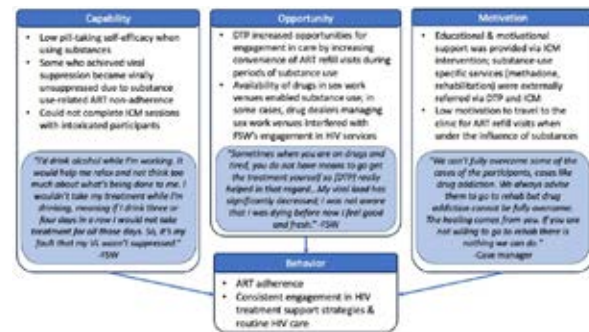 Capability
• Low pill-taking self-efficacy when
using substances
• Some who achieved viral
suppression became virally
unsuppressed due to substance
use-related ART non-adherence
• Could not complete ICM sessions
with intoxicated participants
"I'd drink alcohol while I'm working. It
would help me relax and not think too
much about what's being done to me. I
wouldn't take my treatment while I'm
drinking, meaning if I drink three or
four days in a row I would not take
treatment for all those days. So, it's my
fault that my VL wasn't suppressed."
-FSW
Opportunity
• DTP increased opportunities for
engagement in care by increasing
convenience of ART refill visits during
periods of substance use
• Availability of drugs in sex work
venues enabled substance use, in
some cases, drug dealers managing
sex work venues interfered with
FSW's engagement in HIV services
"Sometimes when you are on drugs and
tired, you do not have means to go get
the treatment yourself so [DTP] really
helped in that regard... My viral load has
significantly decreased; I was not aware
that I was dying before now I feel good
and fresh." -FSW
Motivation
• Educational & motivational
support was provided via ICM
intervention; substance-use
specific services (methadone,
rehabilitation) were externally
referred via DTP and ICM
• Low motivation to travel to the
clinic for ART refill visits when
under the influence of substances
"We can't fully overcome some of the
cases of the participants, cases like
drug addiction. We always advise
them to go to rehab but drug
addiction cannot be fully overcome.
The healing comes from you. If you are
not willing to go to rehab there is
nothing we can do."
-Case manager
Behavior
• ART adherence
• Consistent engagement in HIV
treatment support strategies &
routine HIV care